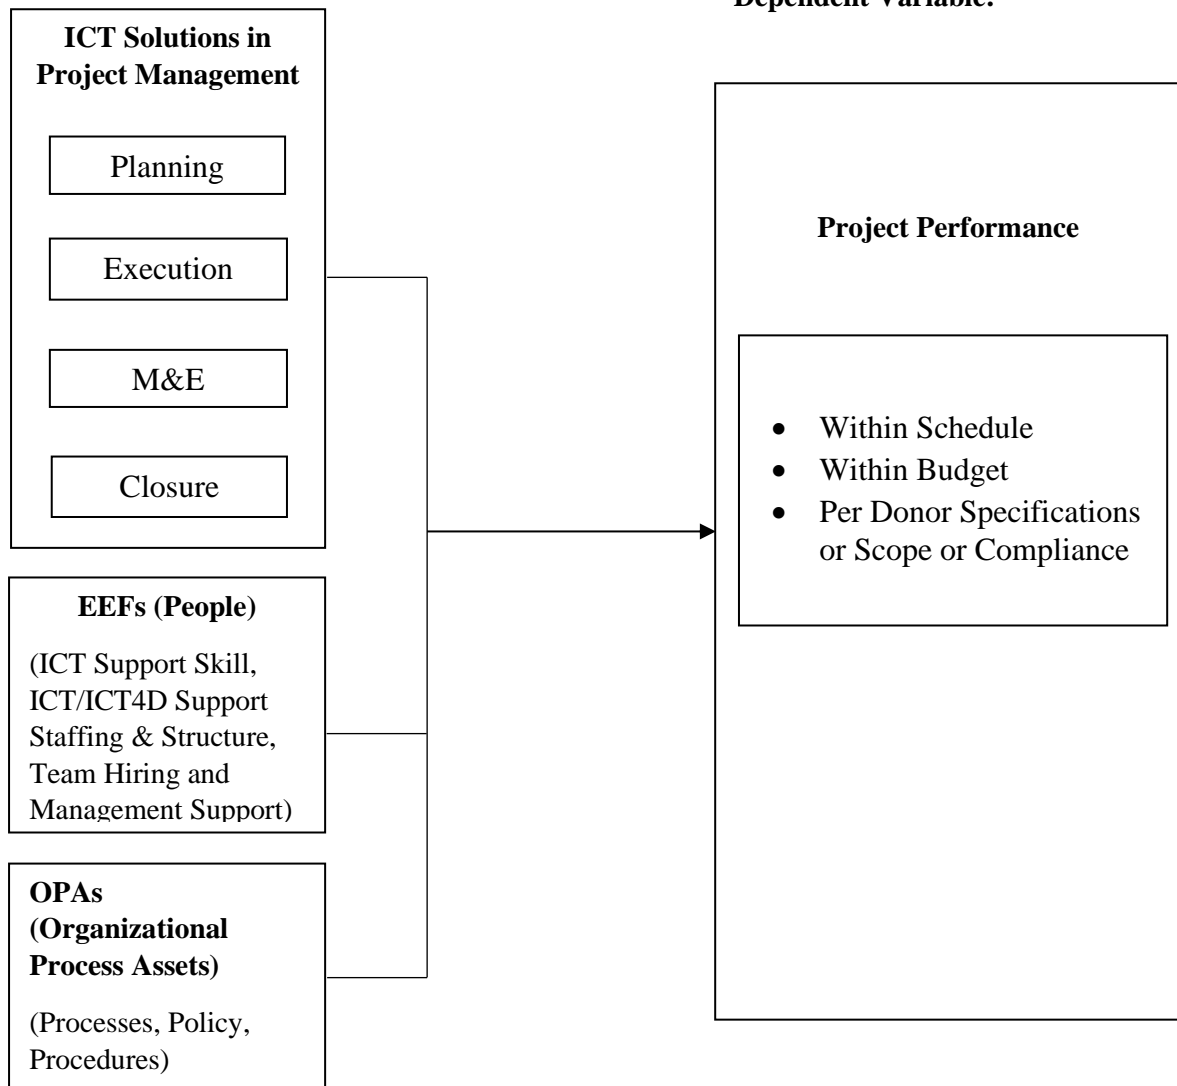 Dependent Variable:
ICT Solutions in
Project Management
Planning
Execution
M&E
Closure
EEFs (People)
(ICT Support Skill,
ICT/ICT4D Support
Staffing & Structure,
Team Hiring and
Management Support)
OPAs
(Organizational
Process Assets)
(Processes, Policy,
Procedures)
Project Performance
• Within Schedule
• Within Budget
• Per Donor Specifications
or Scope or Compliance